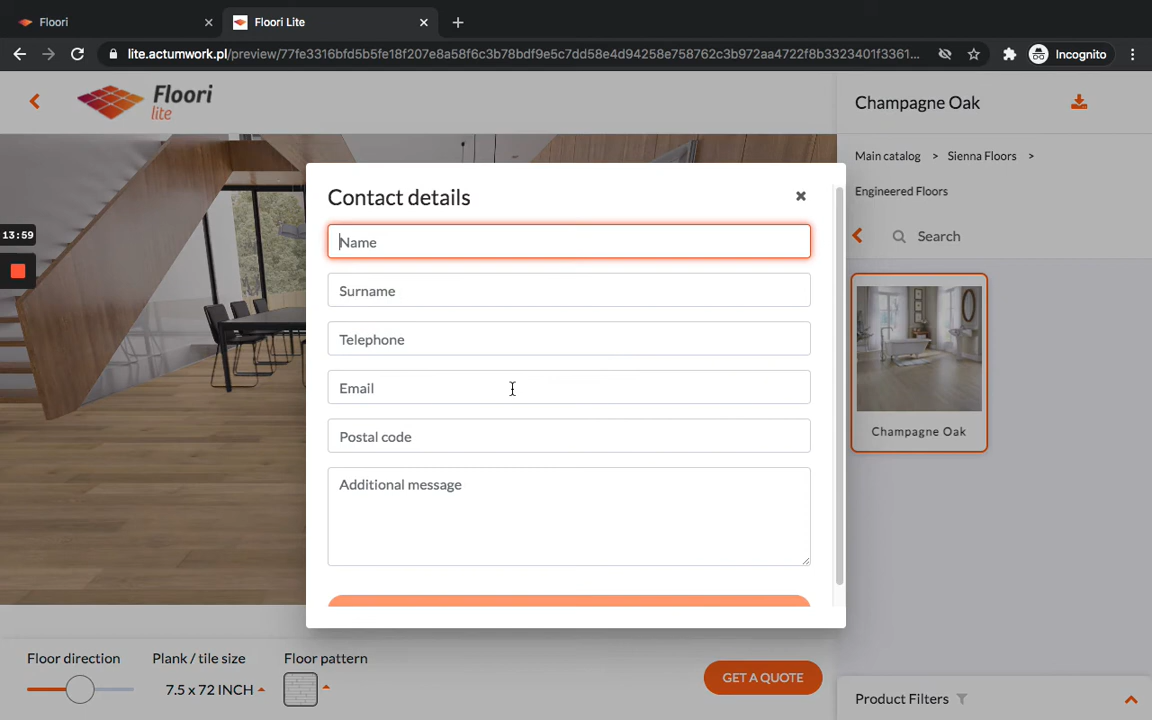 Floori
Floori Lite
lite.actumwork.pl/preview/77fe3316bfd5b5fe18f207e8a58f6c3b78bdf9e5c7dd58e4d94258e758762c3b972aa4722f8b3323401f3361...
Incognito
Floori
lite
Champagne Oak
Main catalog > Sienna Floors >
Engineered Floors
Search
Champagne Oak
13:59
Contact details
Name
Surname
Telephone
Email
Postal code
Additional message
Floor direction
Plank / tile size
Floor pattern
7.5 x 72 INCH
GET A QUOTE
Product Filters